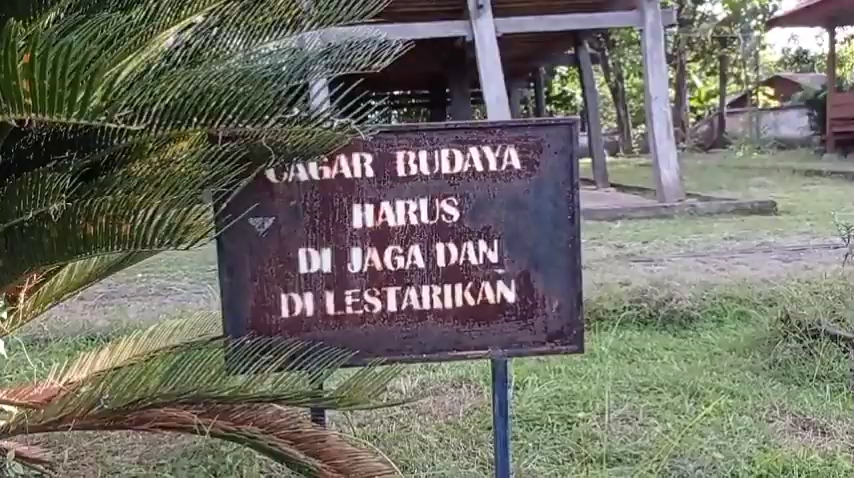 CAGAR BUDAYA
HARUS
DI JAGA DAN
DI LESTARIKAN